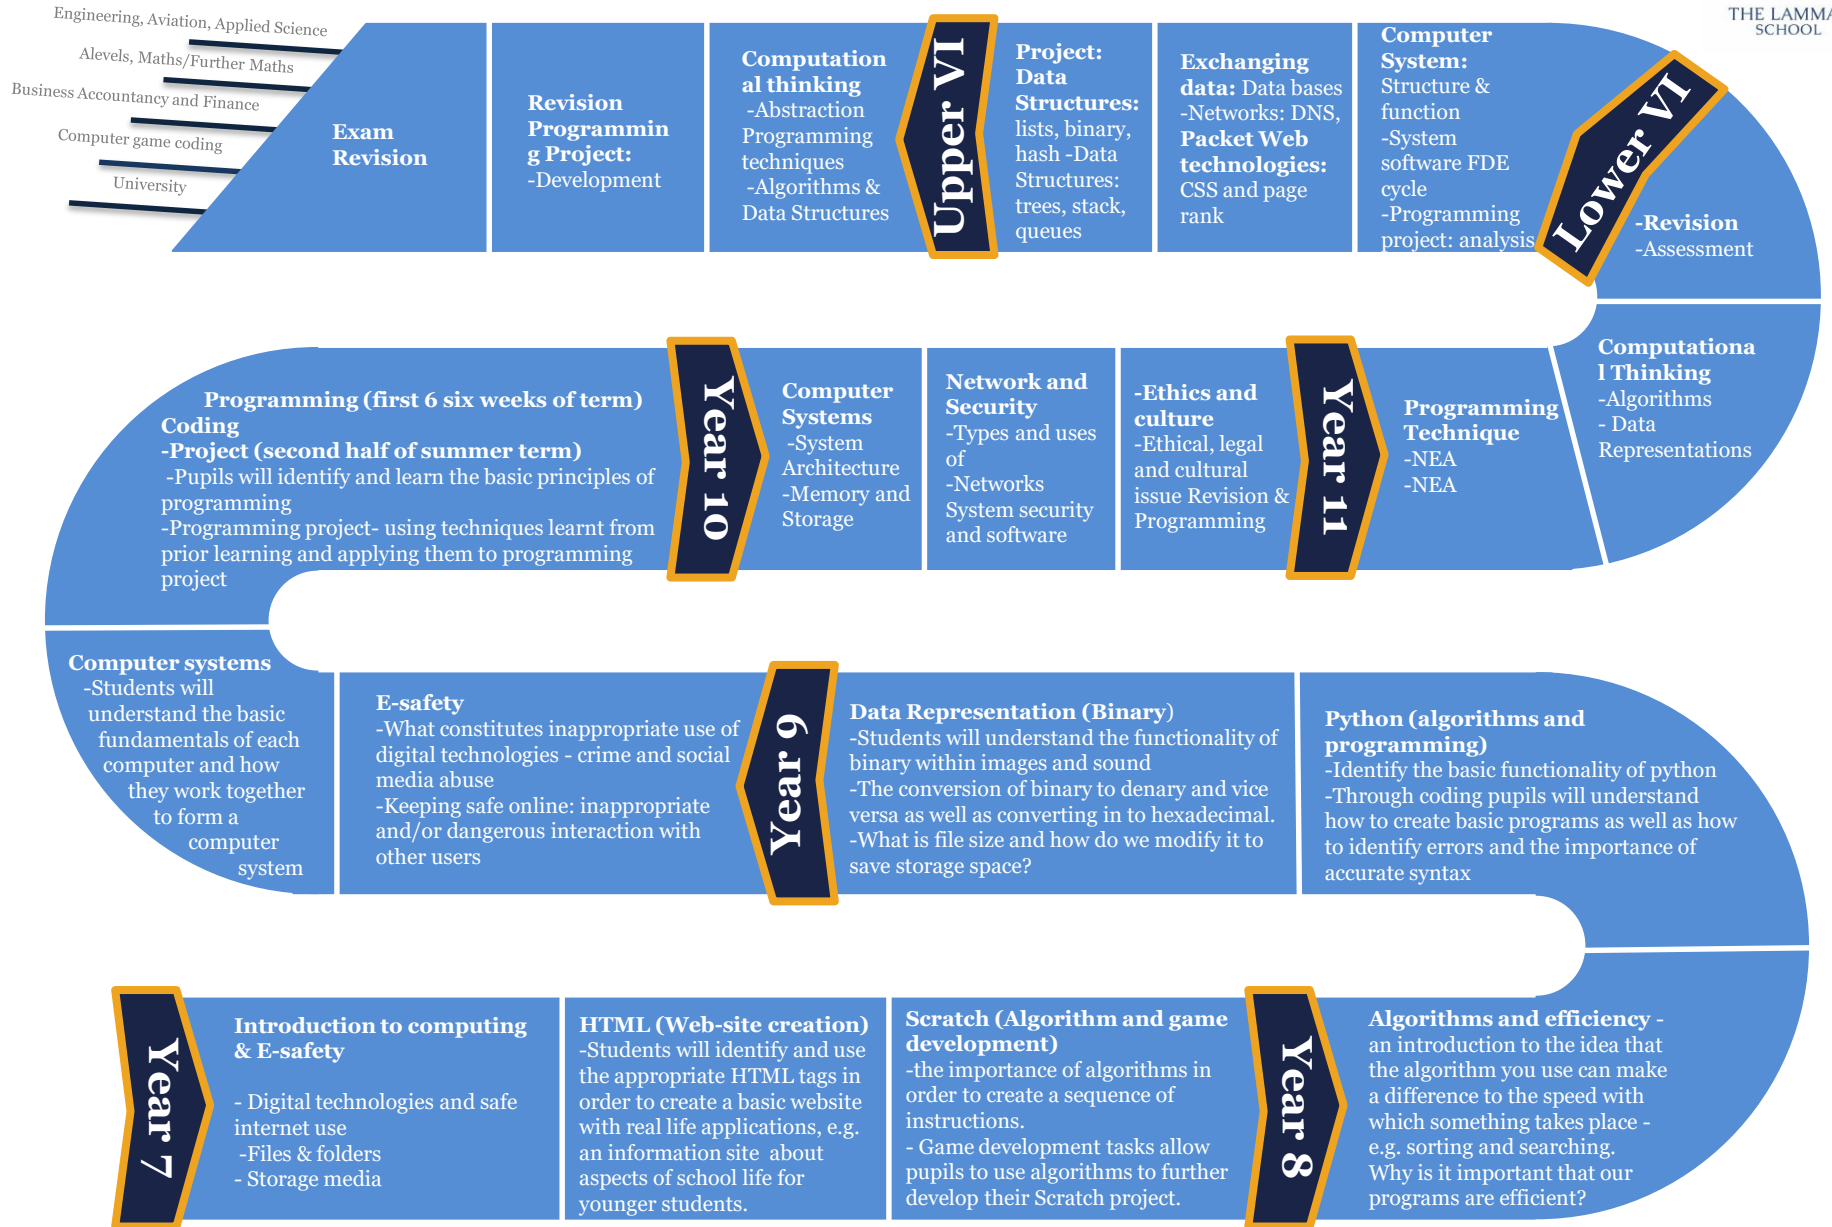 THE LAMMA
SCHOOL
Engineering, Aviation, Applied Science
Alevels, Maths/Further Maths
Business Accountancy and Finance
Computer game coding
University
Exam
Revision
Revision
Programmin
g Project:
-Development
Computation
al thinking
-Abstraction
Programming
techniques
-Algorithms &
Data Structures
Upper VI
Project:
Data
Structures:
lists, binary,
hash -Data
Structures:
trees, stack,
queues
Exchanging
data: Data bases
-Networks: DNS,
Packet Web
technologies:
CSS and page
rank
Computer
System:
Structure &
function
-System
software FDE
cycle
-Programming
project: analysis
Lower VI
-Revision
-Assessment
Programming (first 6 six weeks of term)
Coding
-Project (second half of summer term)
-Pupils will identify and learn the basic principles of
programming
-Programming project- using techniques learnt from
prior learning and applying them to programming
project
Year 10
Computer
Systems
-System
Architecture
-Memory and
Storage
Network and
Security
-Types and uses
of
-Networks
System security
and software
-Ethics and
culture
-Ethical, legal
and cultural
issue Revision &
Programming
Year 11
Programming
Technique
-NEA
-NEA
Computationa
l Thinking
-Algorithms
- Data
Representations
Computer systems
-Students will
understand the basic
fundamentals of each
computer and how
they work together
to form a
computer
system
E-safety
-What constitutes inappropriate use of
digital technologies - crime and social
media abuse
-Keeping safe online: inappropriate
and/or dangerous interaction with
other users
Year 9
Data Representation (Binary)
-Students will understand the functionality of
binary within images and sound
-The conversion of binary to denary and vice
versa as well as converting in to hexadecimal.
-What is file size and how do we modify it to
save storage space?
Python (algorithms and
programming)
-Identify the basic functionality of python
-Through coding pupils will understand
how to create basic programs as well as how
to identify errors and the importance of
accurate syntax
Year 7
Introduction to computing
& E-safety
- Digital technologies and safe
internet use
-Files & folders
- Storage media
HTML (Web-site creation)
-Students will identify and use
the appropriate HTML tags in
order to create a basic website
with real life applications, e.g.
an information site about
aspects of school life for
younger students.
Scratch (Algorithm and game
development)
-the importance of algorithms in
order to create a sequence of
instructions.
- Game development tasks allow
pupils to use algorithms to further
develop their Scratch project.
Year 8
Algorithms and efficiency -
an introduction to the idea that
the algorithm you use can make
a difference to the speed with
which something takes place -
e.g. sorting and searching.
Why is it important that our
programs are efficient?